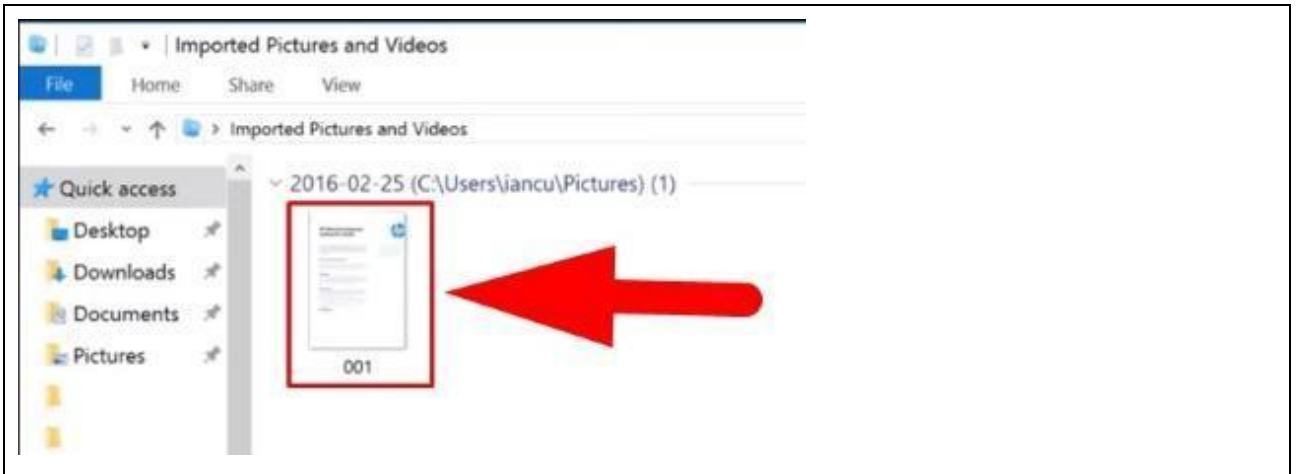 Imported Pictures and Videos
File Home Share View
Imported Pictures and Videos
Quick access
2016-02-25 (C:\Users\iancu\Pictures) (1)
Desktop
Downloads
Documents
Pictures
001